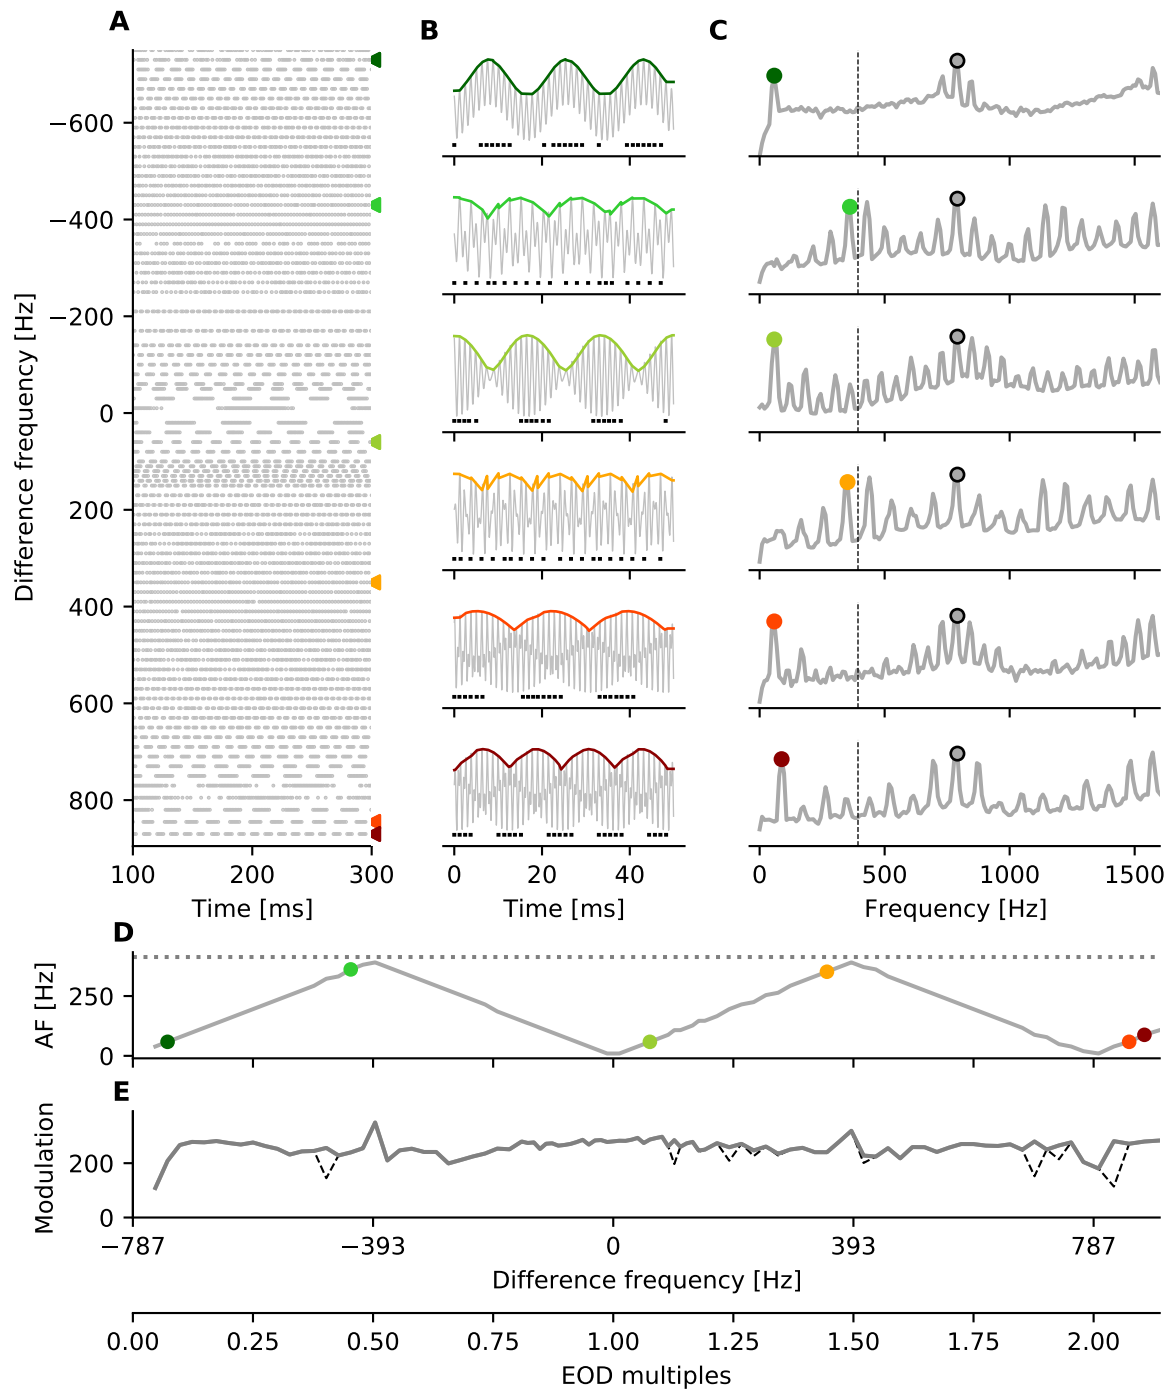 A
B
C
Difference frequency [Hz]
−600
−400
−200
0
200
400
600
800
100
200
300
Time [ms]
0
20
40
Time [ms]
0
500
1000
1500
Frequency [Hz]
D
AF [Hz]
250
0
E
Modulation
200
0
−787
−393
0
393
787
Difference frequency [Hz]
0.00
0.25
0.50
0.75
1.00
1.25
1.50
1.75
2.00
EOD multiples